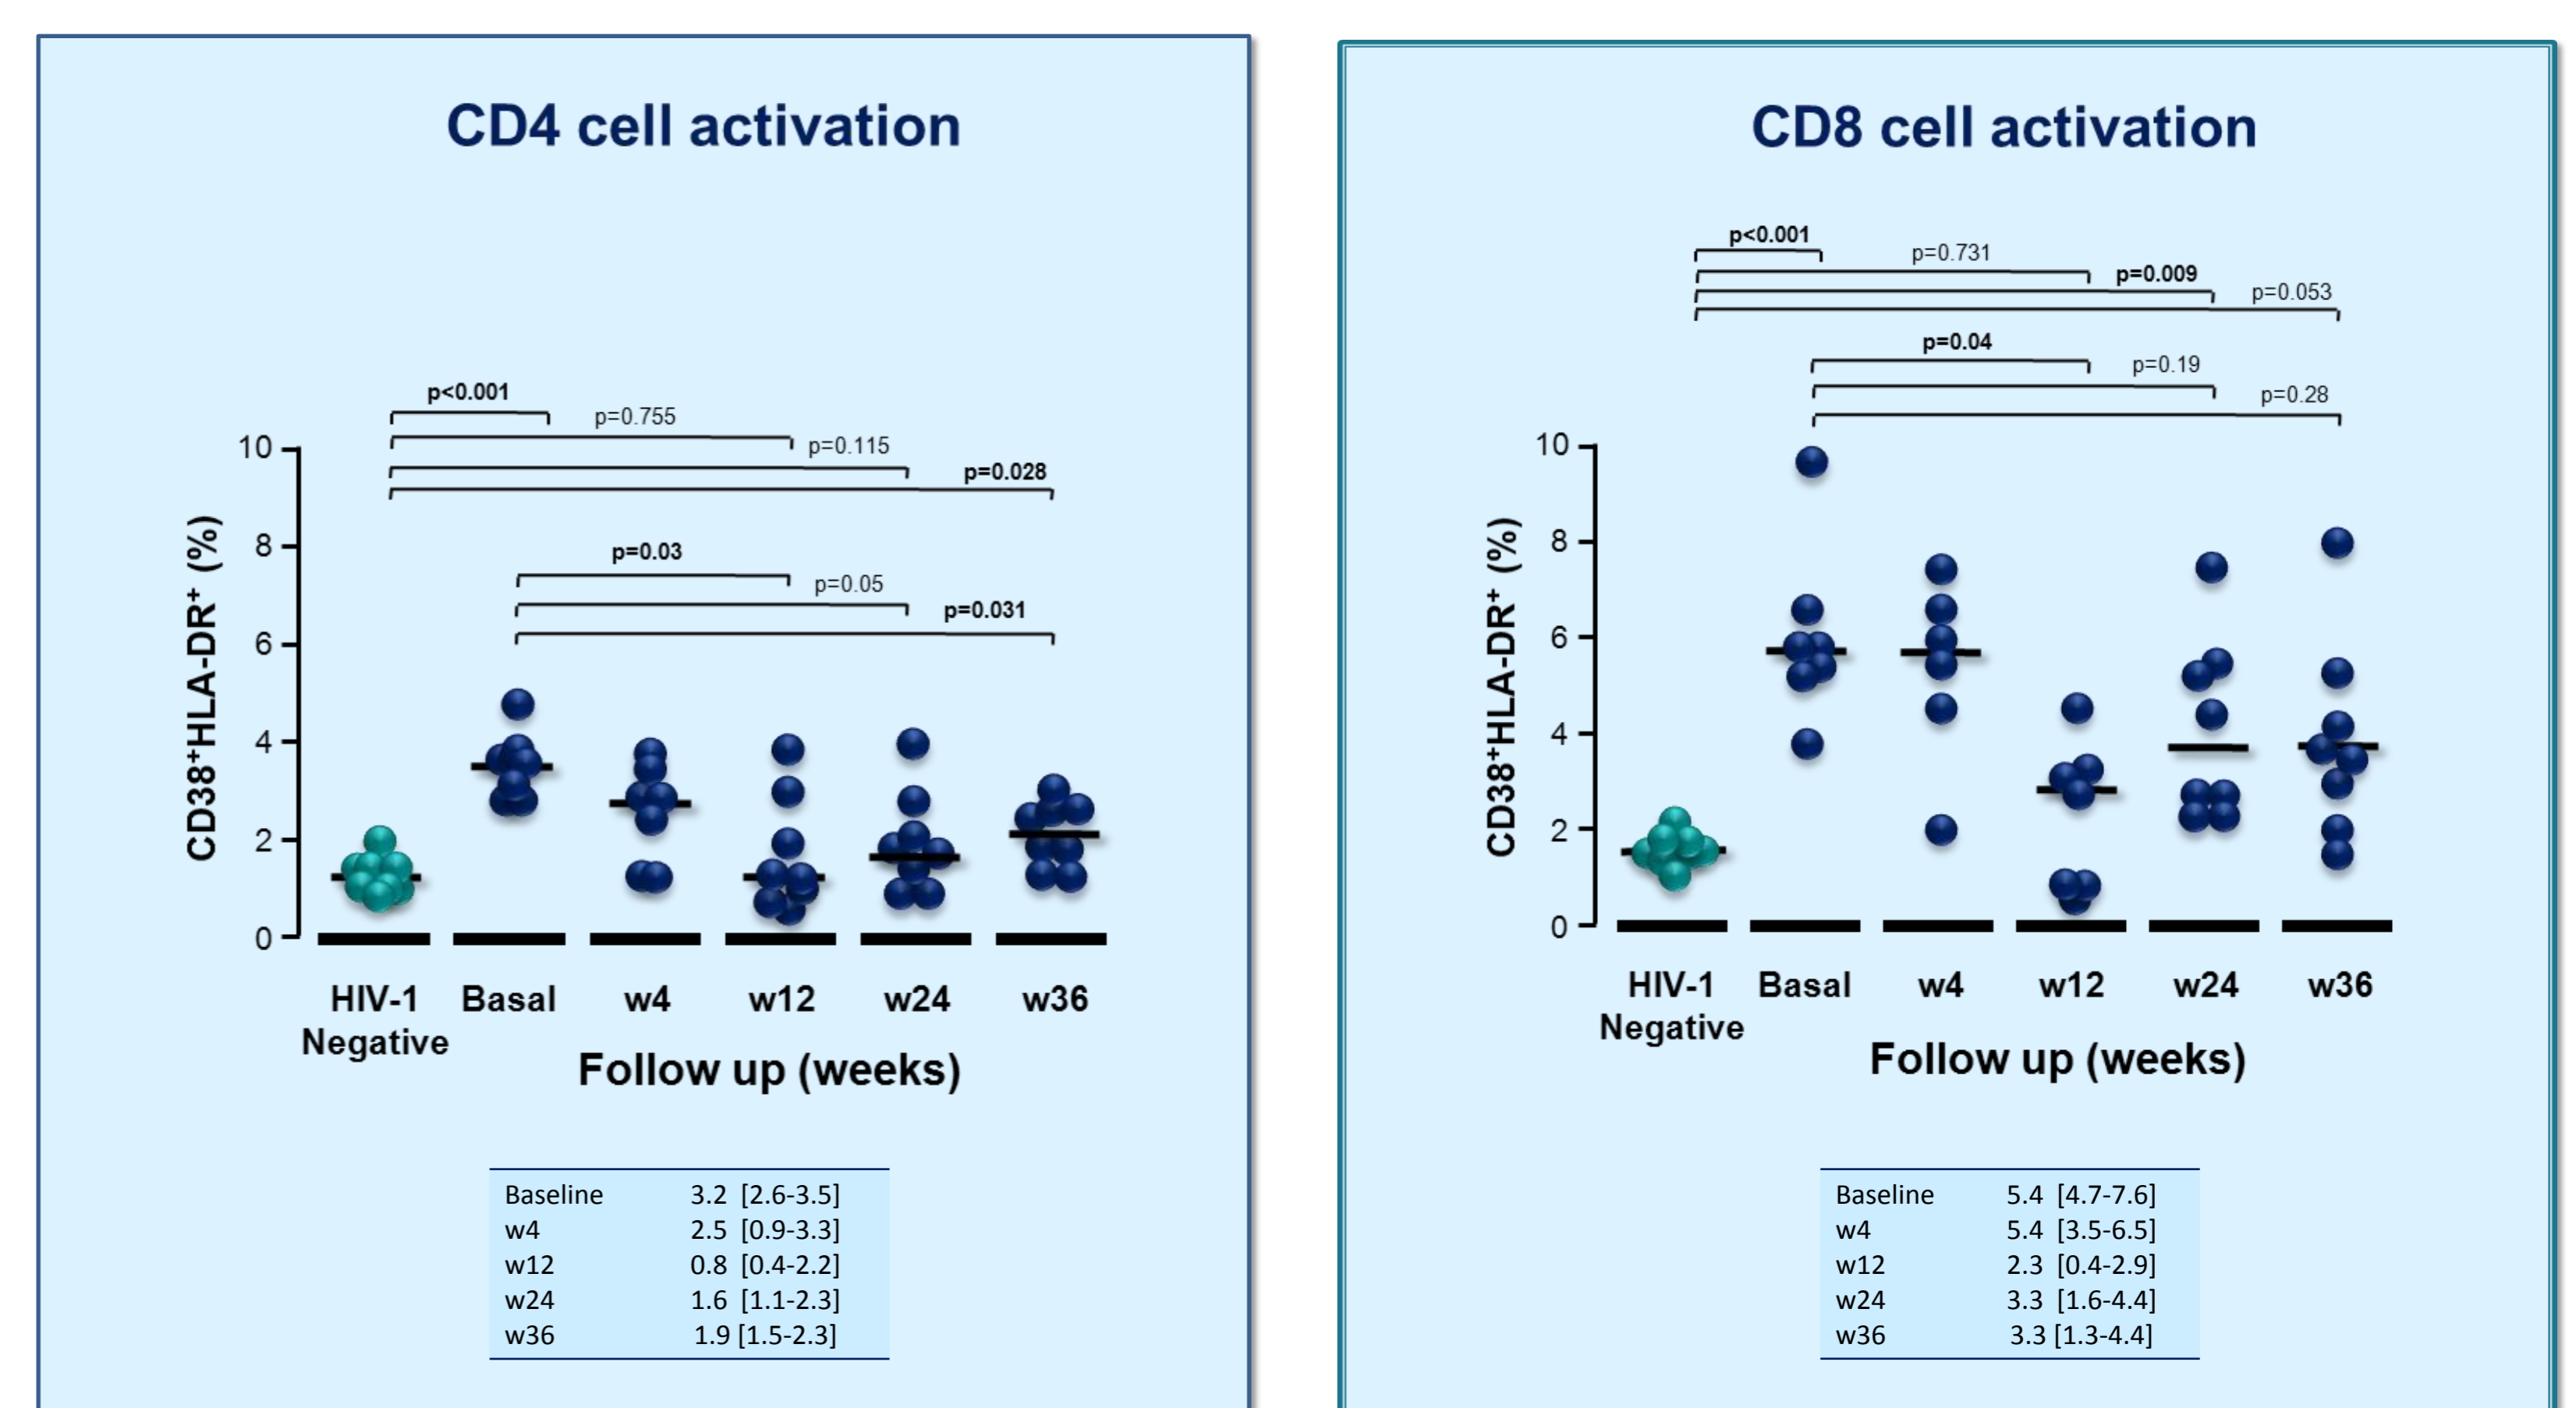 CD4 cell activation
p<0.001
p=0.755
p=0.115
p=0.028
p=0.03
p=0.05
p=0.031
CD38+HLA-DR+ (%)
10
8
6
4
2
0
HIV-1 Negative
Basal
w4
w12
w24
w36
Follow up (weeks)
Baseline 3.2 [2.6-3.5]
w4 2.5 [0.9-3.3]
w12 0.8 [0.4-2.2]
w24 1.6 [1.1-2.3]
w36 1.9 [1.5-2.3]
CD8 cell activation
p<0.001
p=0.731
p=0.009
p=0.053
p=0.04
p=0.19
p=0.28
CD38+HLA-DR+ (%)
10
8
6
4
2
0
HIV-1 Negative
Basal
w4
w12
w24
w36
Follow up (weeks)
Baseline 5.4 [4.7-7.6]
w4 5.4 [3.5-6.5]
w12 2.3 [0.4-2.9]
w24 3.3 [1.6-4.4]
w36 3.3 [1.3-4.4]